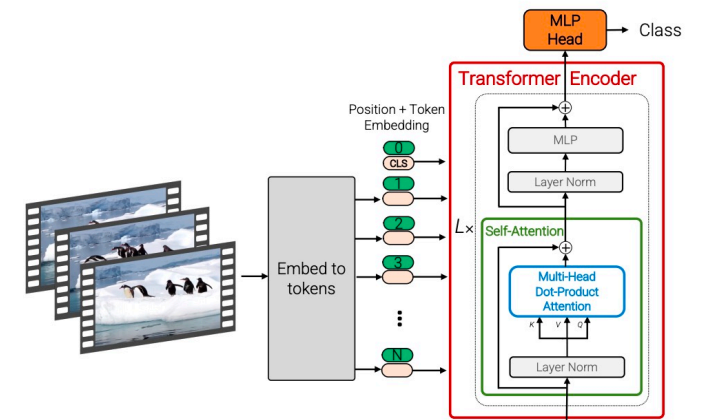 MLP
Head
Class
Transformer Encoder
Position + Token
Embedding
0
CLS
1
2
3
N
Embed to
tokens
L×
MLP
Layer Norm
Self-Attention
Multi-Head
Dot-Product
Attention
K V Q
Layer Norm